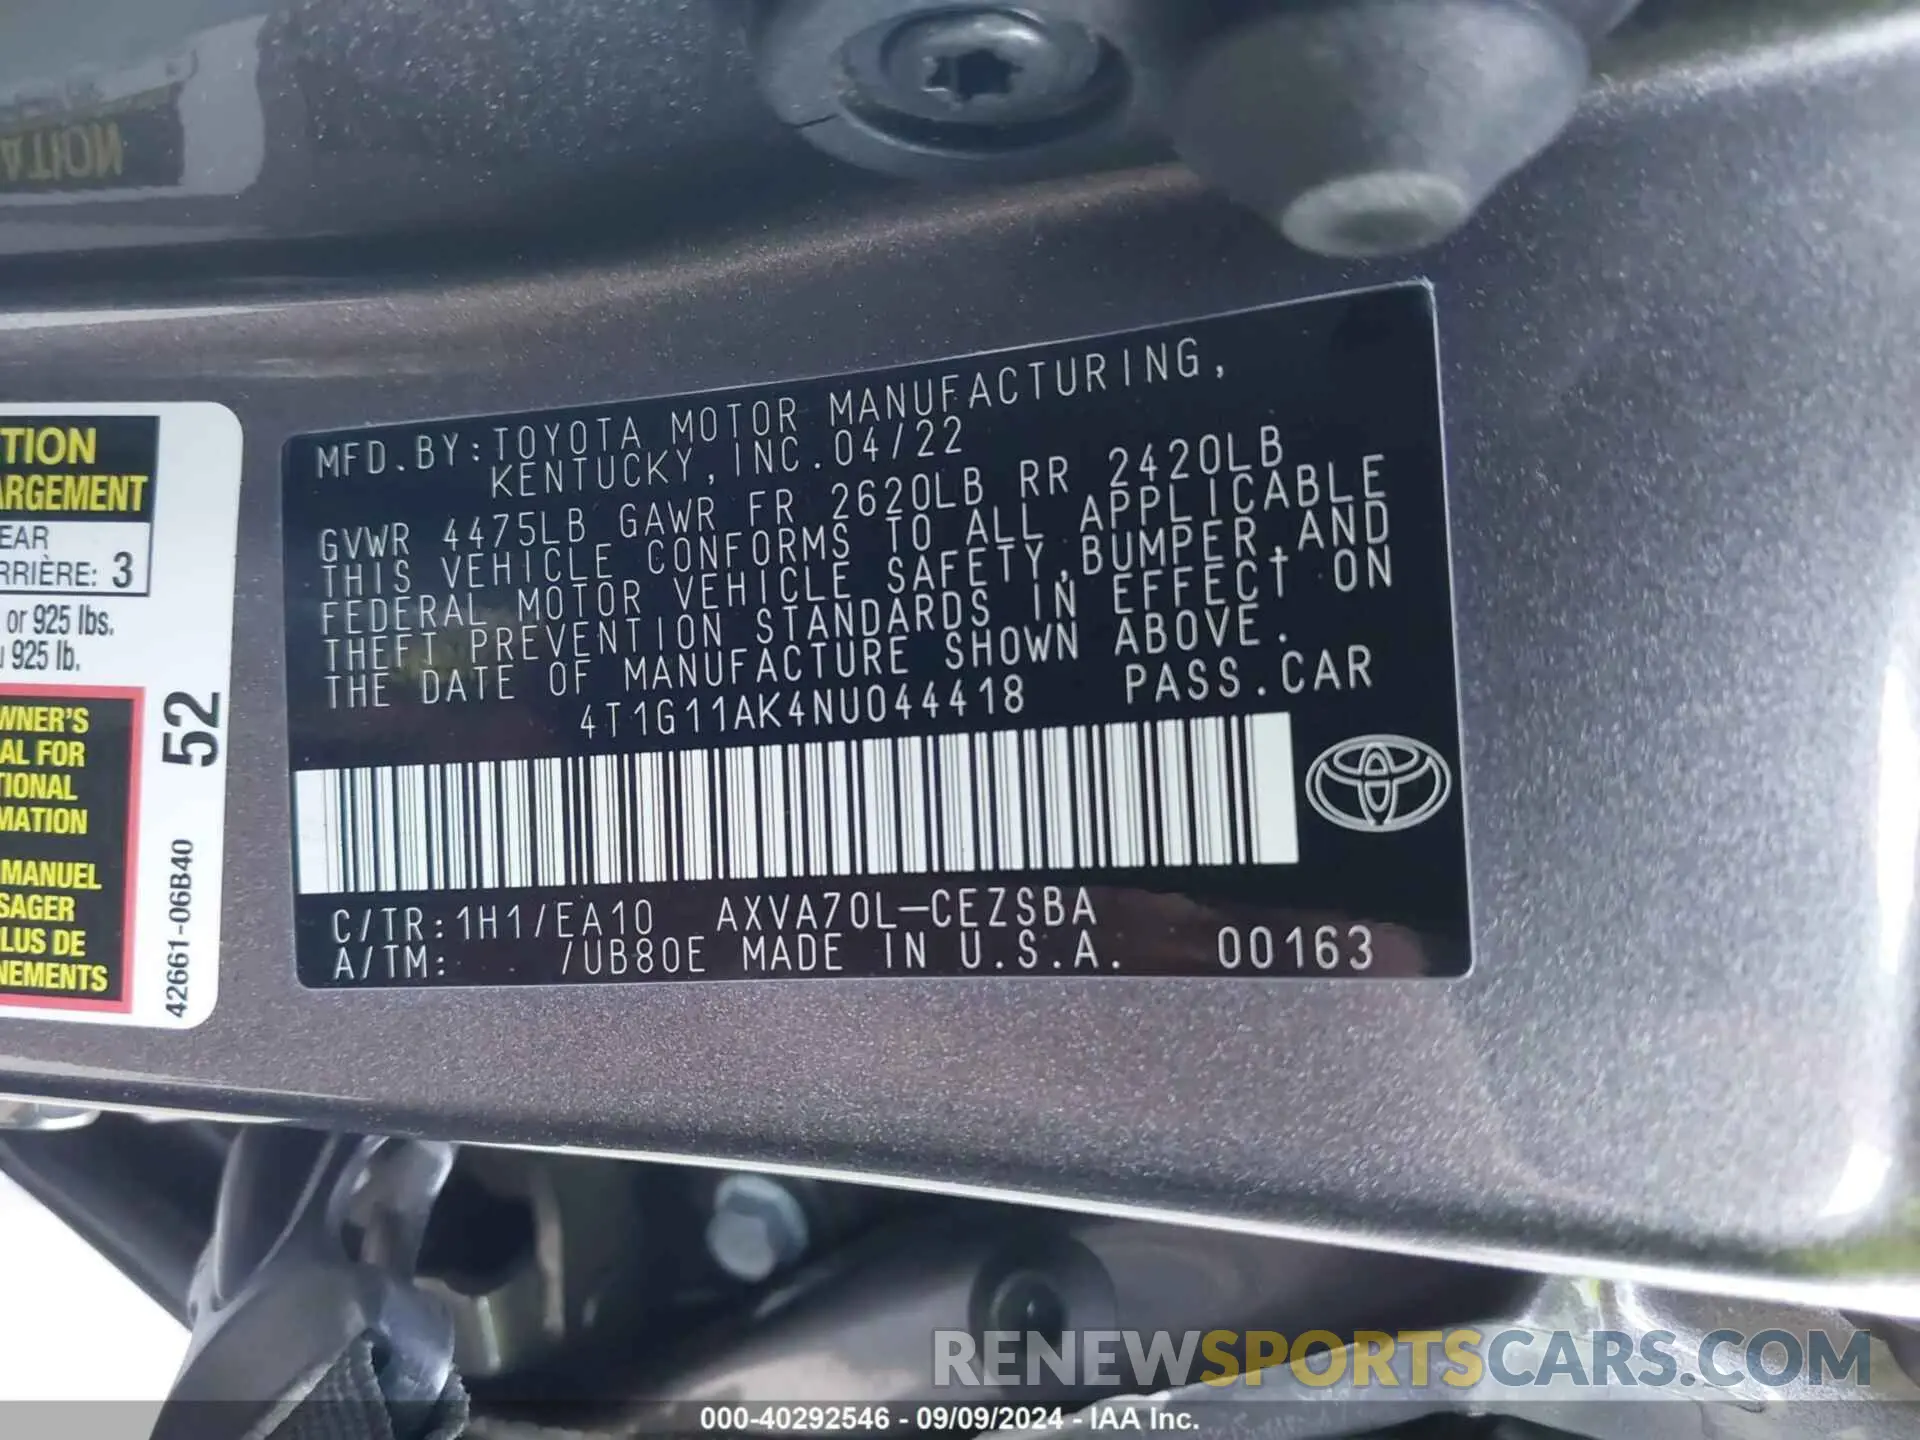 NOITA
TION
ARGEMENT
EAR
RRIÈRE: 3
or 925 lbs.
925 lb.
WNER'S
AL FOR
TIONAL
MATION
MANUEL
SAGER
LUS DE
NEMENTS
52
42661-06B40
MFD.BY:TOYOTA MOTOR MANUFACTURING,
KENTUCKY,INC.04/22
GVWR 4475LB GAWR FR 2620LB RR 2420LB
THIS VEHICLE CONFORMS TO ALL APPLICABLE
FEDERAL MOTOR VEHICLE SAFETY,BUMPER,AND
THEFT PREVENTION STANDARDS IN EFFECT ON
THE DATE OF MANUFACTURE SHOWN ABOVE.
4T1G11AK4NU044418 PASS.CAR
C/TR:1H1/EA10 AXVA70L-CEZSBA
A/TM: /UB80E MADE IN U.S.A. 00163
RENEWSPORTSCARS.COM
000-40292546 - 09/09/2024 - IAA Inc.